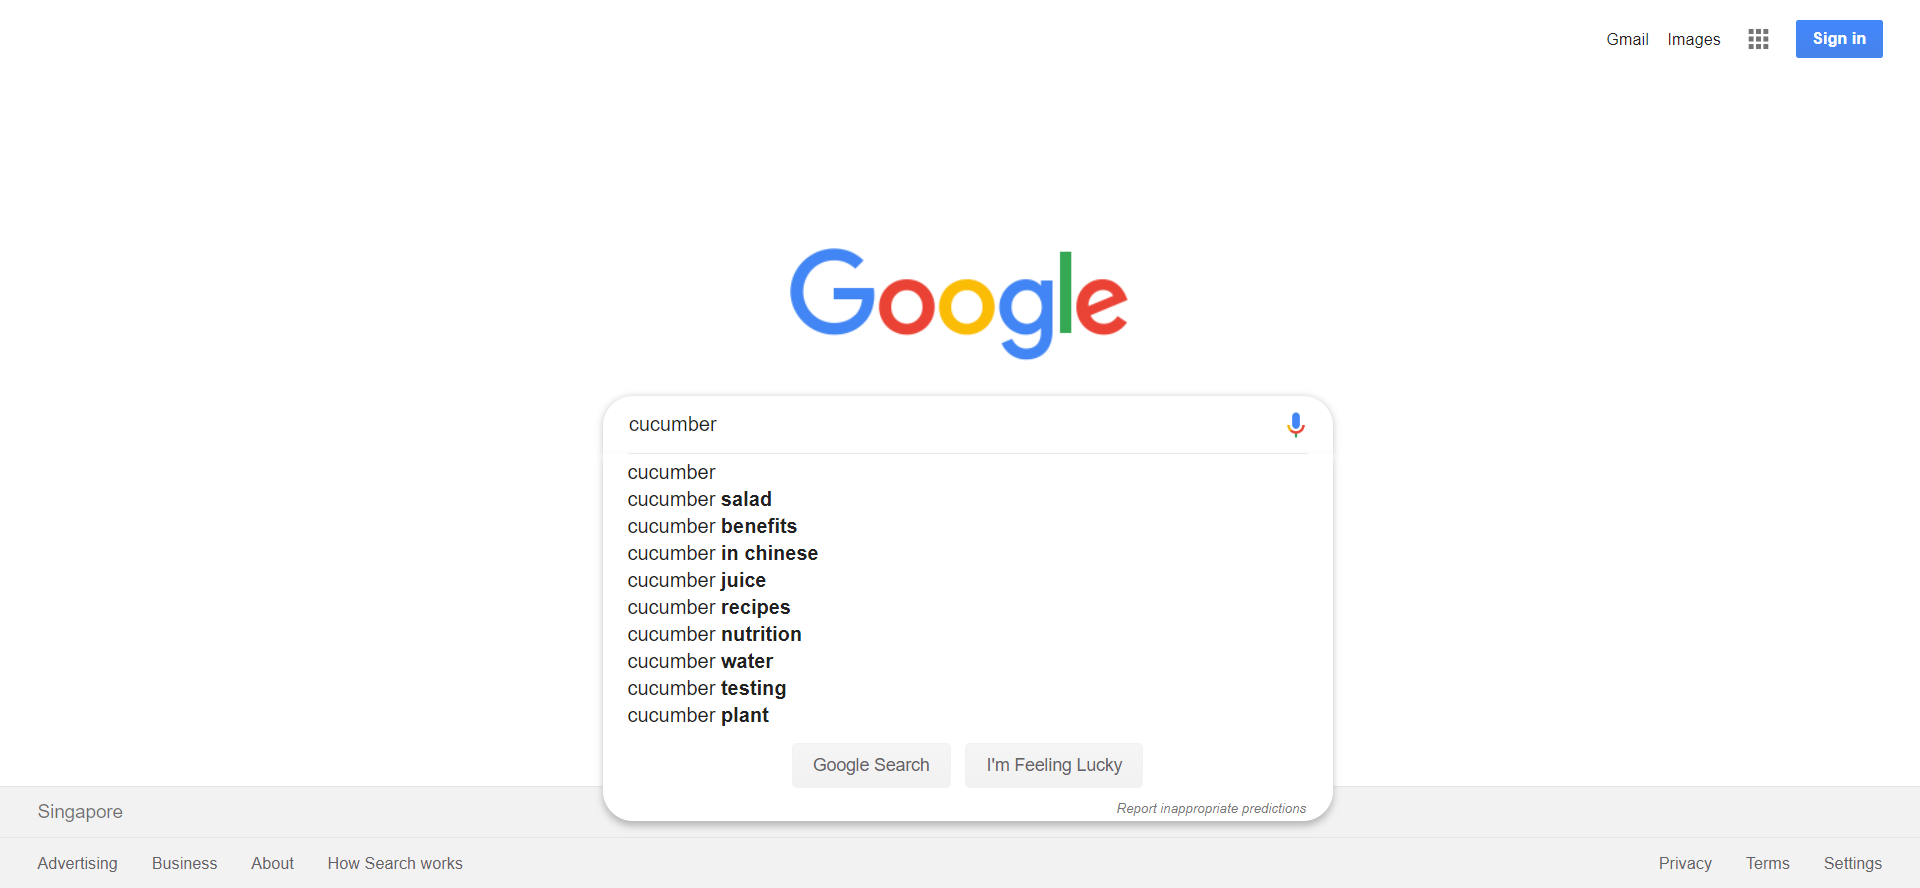 Gmail Images Sign in
Google
cucumber
cucumber
cucumber salad
cucumber benefits
cucumber in chinese
cucumber juice
cucumber recipes
cucumber nutrition
cucumber water
cucumber testing
cucumber plant
Google Search I'm Feeling Lucky
Report inappropriate predictions
Singapore
Advertising Business About How Search works Privacy Terms Settings